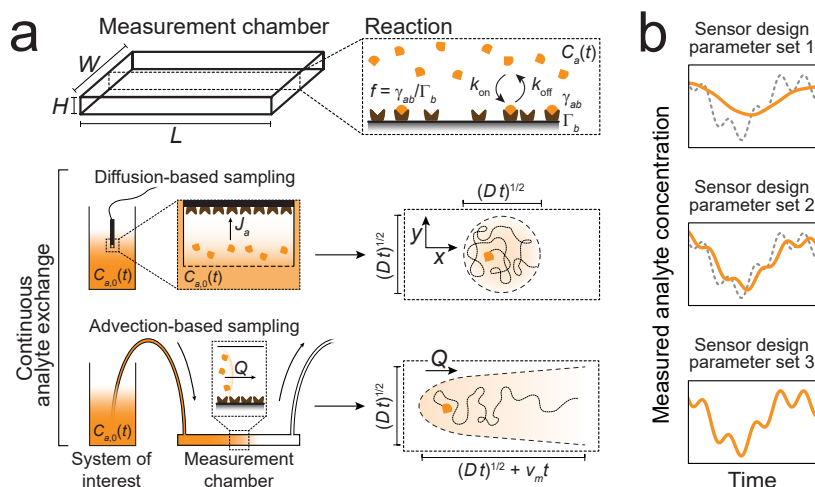 a
Measurement chamber
W
H
L
Reaction
C_a(t)
f = γ_ab/Γ_b
k_on
k_off
γ_ab
Γ_b
Continuous
analyte exchange
Diffusion-based sampling
C_a,0(t)
J_a
C_a,0(t)
(D t)^1/2
(D t)^1/2
y
x
Advection-based sampling
C_a,0(t)
Q
Q
(D t)^1/2
(D t)^1/2 + v_m t
System of
interest
Measurement
chamber
b
Measured analyte concentration
Sensor design
parameter set 1
Sensor design
parameter set 2
Sensor design
parameter set 3
Time